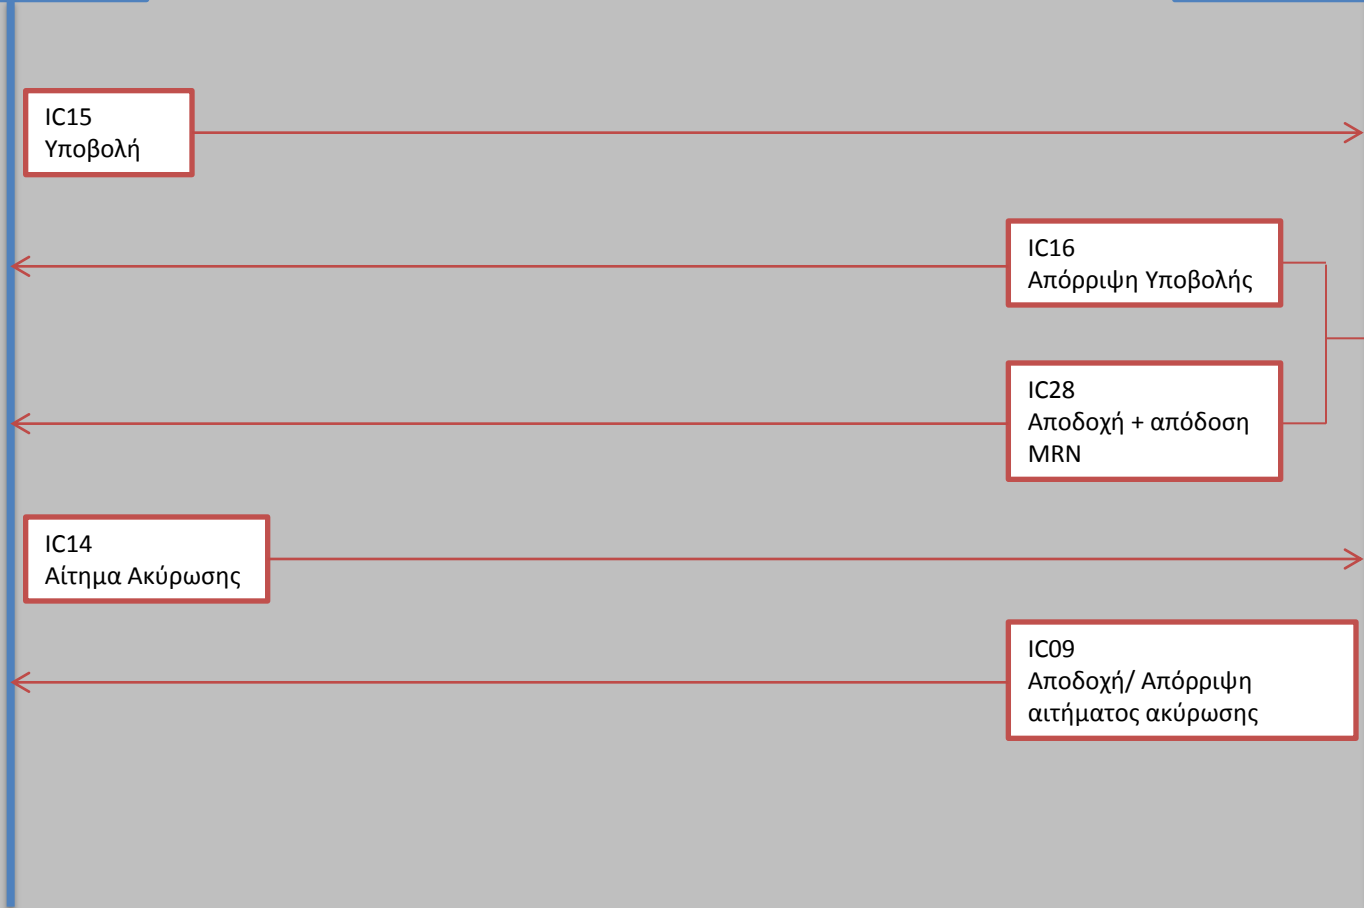 IC15
Υποβολή
IC16
Απόρριψη Υποβολής
IC28
Αποδοχή + απόδοση
MRN
IC14
Αίτημα Ακύρωσης
IC09
Αποδοχή/ Απόρριψη
αιτήματος ακύρωσης